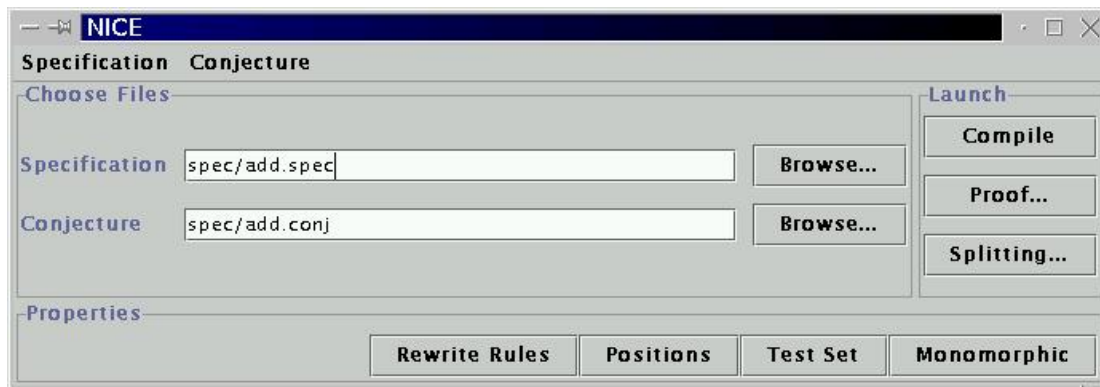 NICE
Specification Conjecture
Choose Files
Launch
Compile
Specification spec/add.spec Browse...
Proof...
Conjecture spec/add.conj Browse...
Splitting...
Properties
Rewrite Rules Positions Test Set Monomorphic